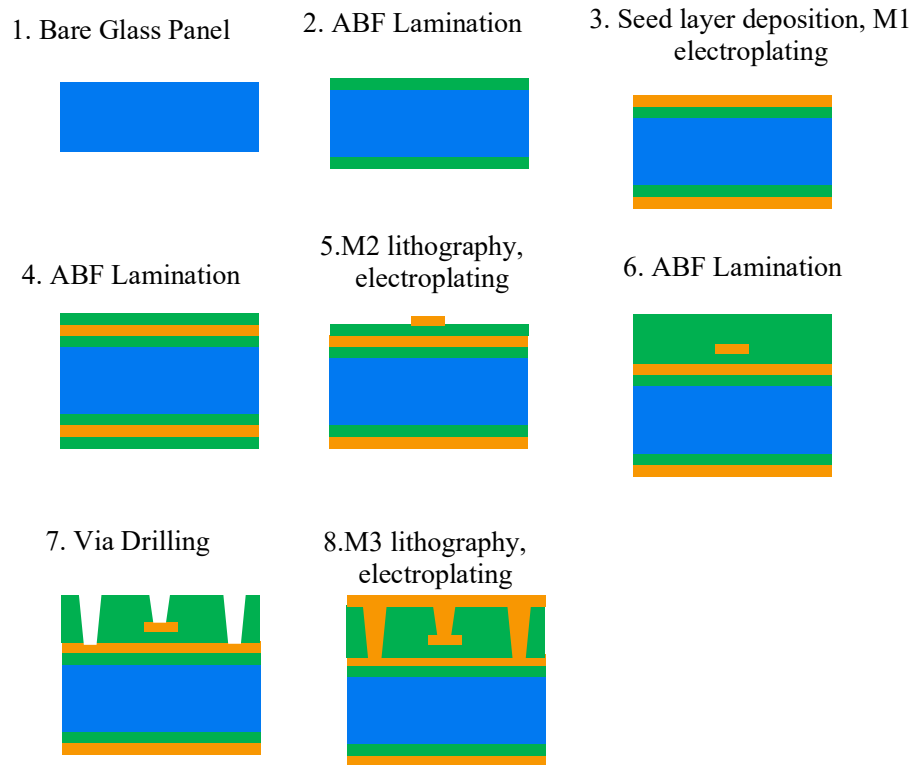 1. Bare Glass Panel
2. ABF Lamination
3. Seed layer deposition, M1
electroplating
4. ABF Lamination
5.M2 lithography,
electroplating
6. ABF Lamination
7. Via Drilling
8.M3 lithography,
electroplating